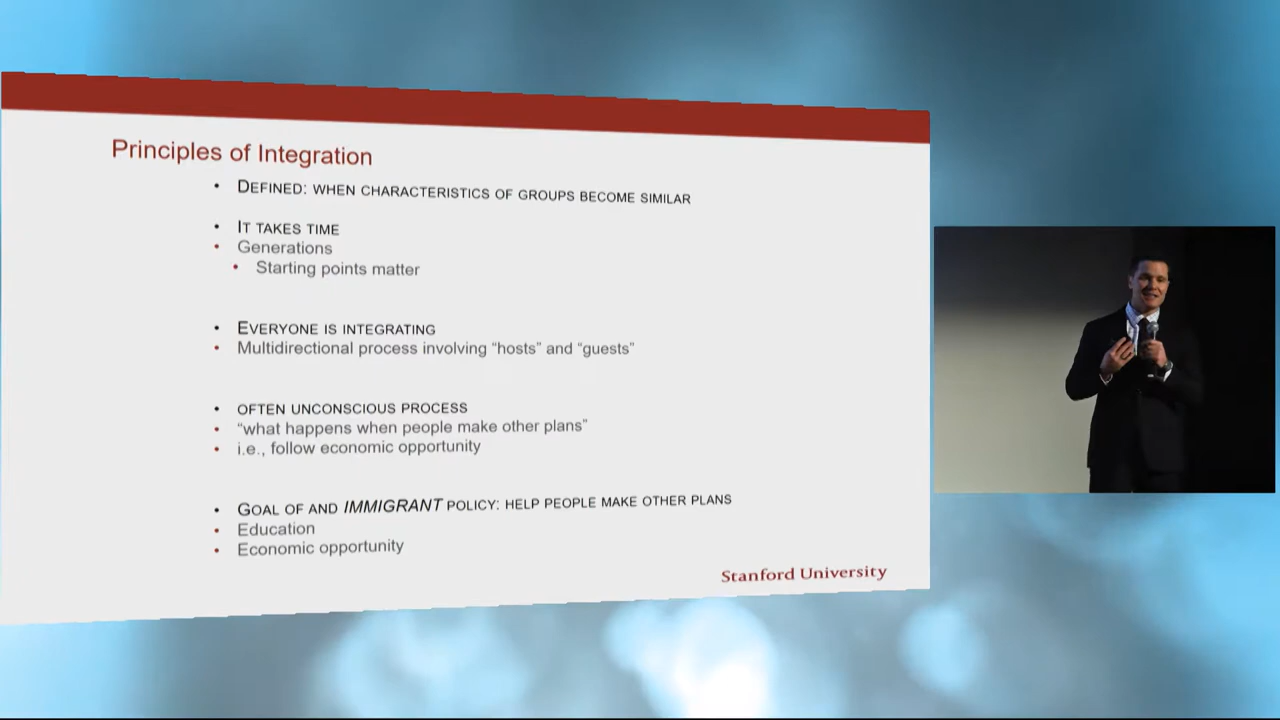 Principles of Integration
• DEFINED: WHEN CHARACTERISTICS OF GROUPS BECOME SIMILAR
• IT TAKES TIME
• Generations
• Starting points matter
• EVERYONE IS INTEGRATING
• Multidirectional process involving “hosts” and “guests”
• OFTEN UNCONSCIOUS PROCESS
• “what happens when people make other plans”
• i.e., follow economic opportunity
• GOAL OF AND IMMIGRANT POLICY: HELP PEOPLE MAKE OTHER PLANS
• Education
• Economic opportunity
Stanford University